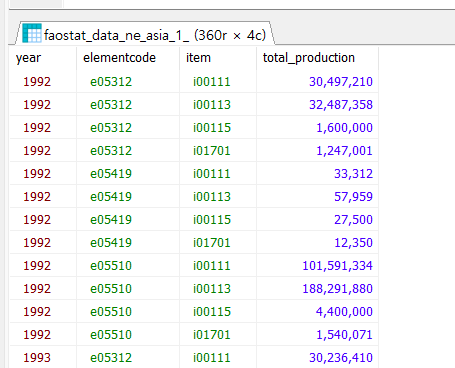 faostat_data_ne_asia_1_ (360r × 4c)
year elementcode item total_production
1992 e05312 i00111 30,497,210
1992 e05312 i00113 32,487,358
1992 e05312 i00115 1,600,000
1992 e05312 i01701 1,247,001
1992 e05419 i00111 33,312
1992 e05419 i00113 57,959
1992 e05419 i00115 27,500
1992 e05419 i01701 12,350
1992 e05510 i00111 101,591,334
1992 e05510 i00113 188,291,880
1992 e05510 i00115 4,400,000
1992 e05510 i01701 1,540,071
1993 e05312 i00111 30,236,410